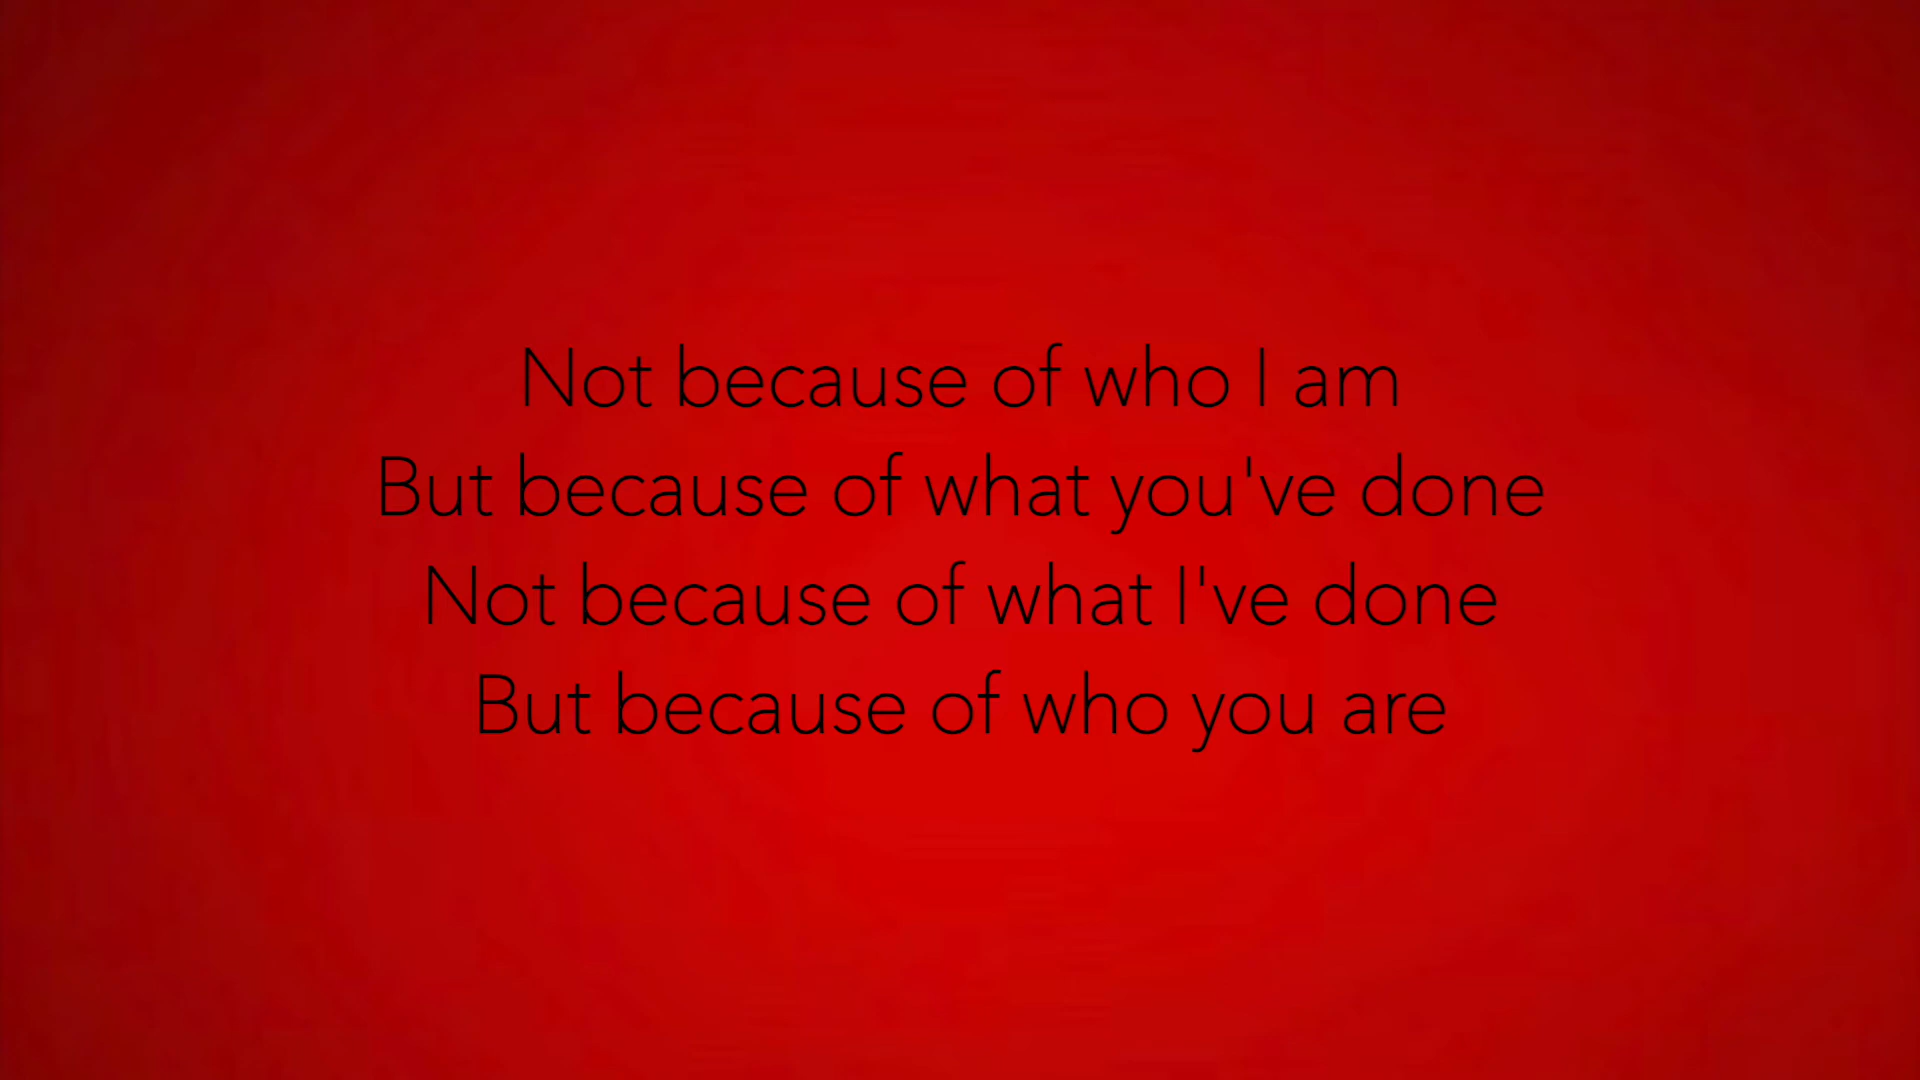 Not because of who I am
But because of what you've done
Not because of what I've done
But because of who you are